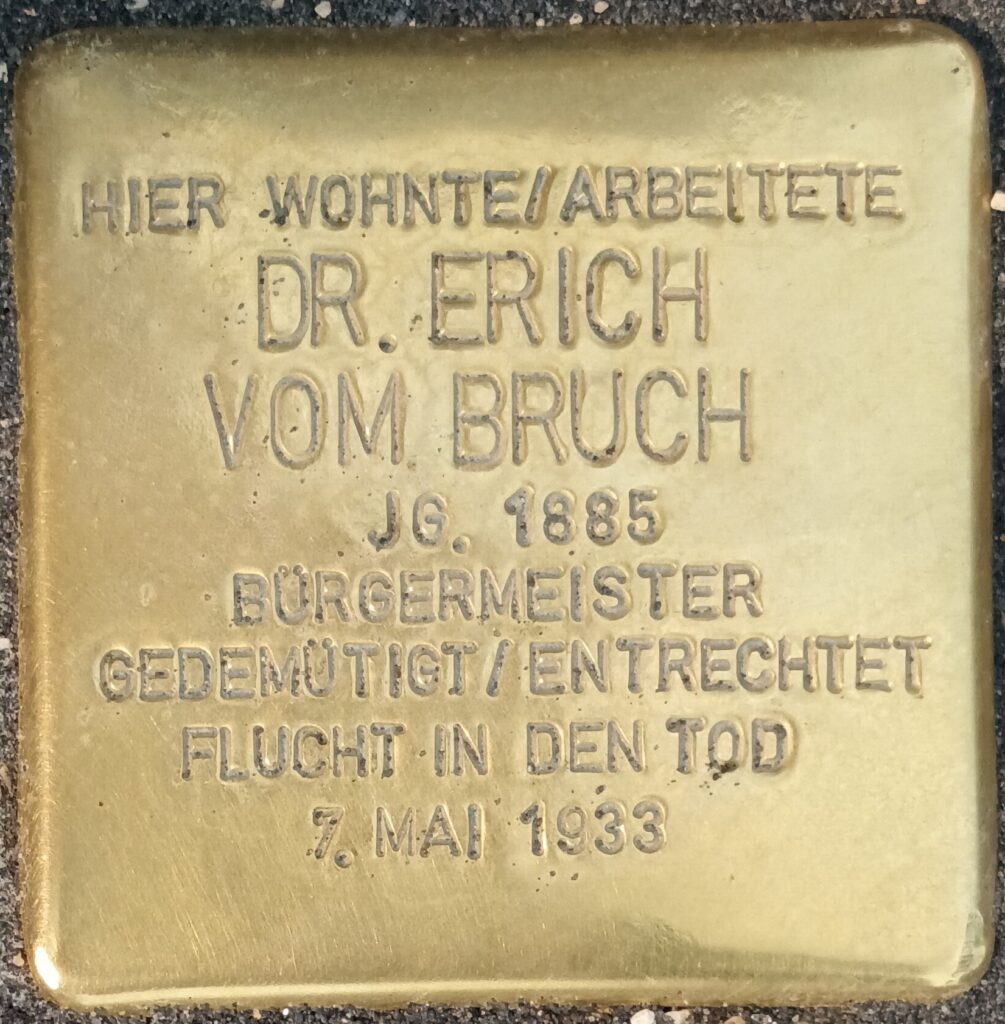 HIER WOHNTE/ARBEITETE
DR. ERICH
VOM BRUCH
JG. 1885
BÜRGERMEISTER
GEDEMÜTIGT/ENTRECHTET
FLUCHT IN DEN TOD
7. MAI 1933